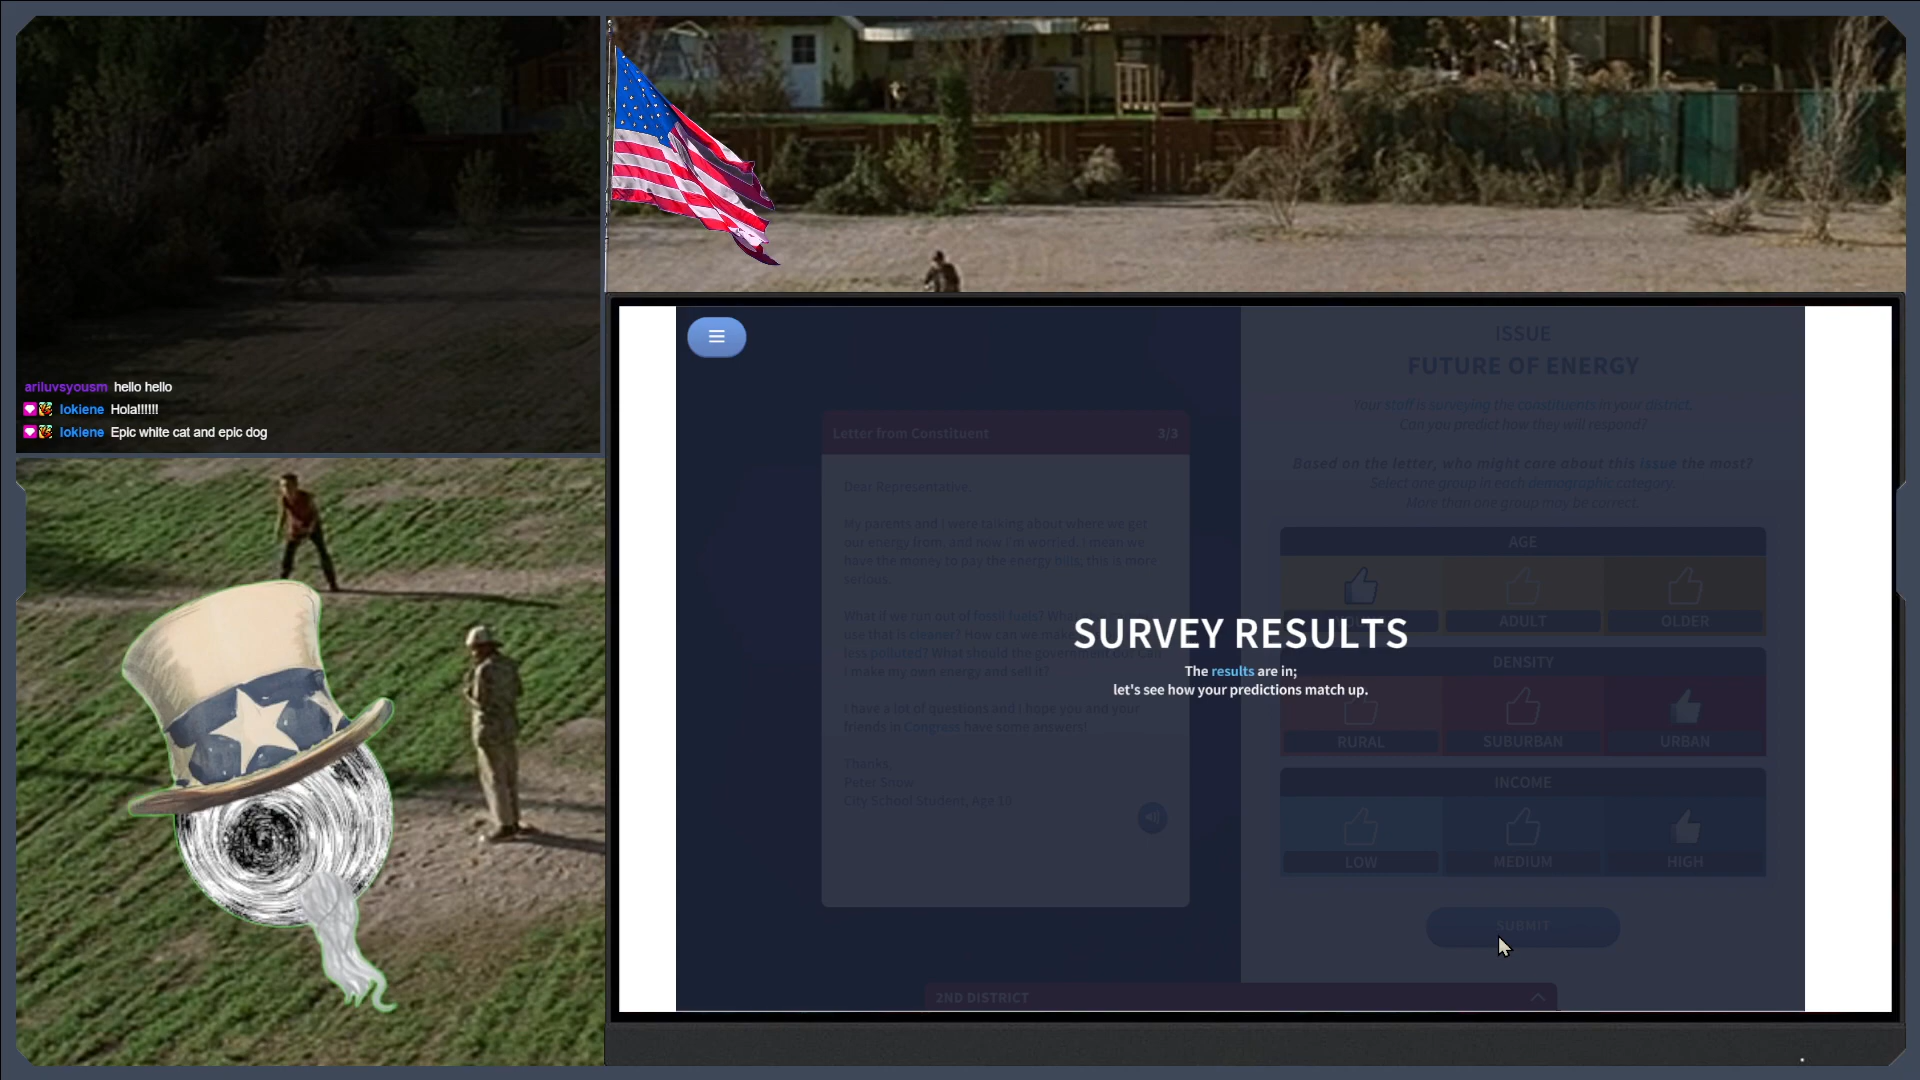 ariluvsyousm hello hello
lokiene Hola!!!!!!
lokiene Epic white cat and epic dog
Letter from Constituent 3/3
Dear Representative,
My parents and I were talking about where we get
our energy from, and now I'm worried. I mean we
have the money to pay the energy bills; this is more
serious.
What if we run out of fossil fuels?
use that is cleaner? How can we make
less polluted? What should the government do? Can
I make my own energy and sell it?
I have a lot of questions and I hope you and your
friends in Congress have some answers!
Thanks,
Peter Snow
City School Student, Age 18
SURVEY RESULTS
The results are in;
let's see how your predictions match up.
ISSUE
FUTURE OF ENERGY
Your staff is surveying the constituents in your district.
Can you predict how they will respond?
Based on the letter, who might care about this issue the most?
Select one group in each demographic category.
More than one group may be correct.
AGE
ADULT OLDER
DENSITY
RURAL SUBURBAN URBAN
INCOME
LOW MEDIUM HIGH
SUBMIT
2ND DISTRICT